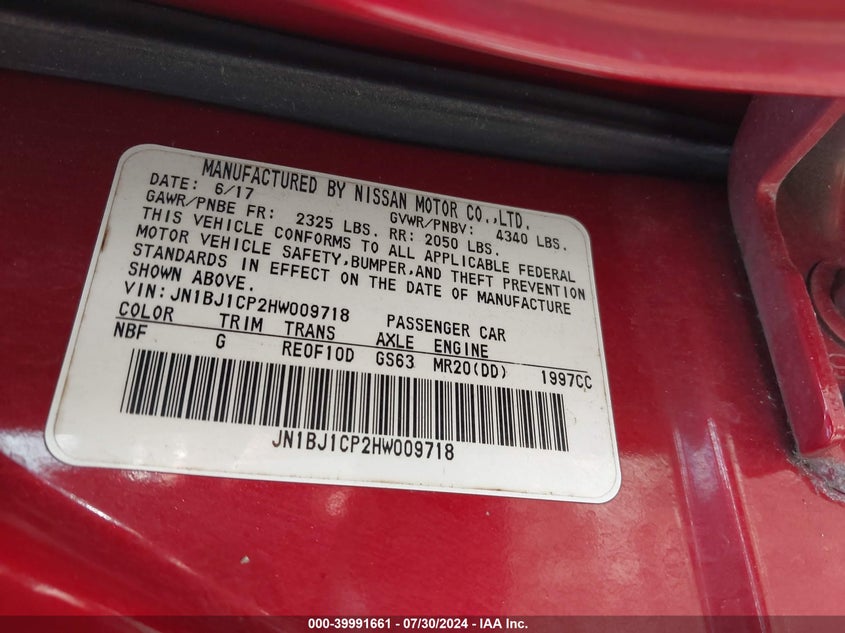 MANUFACTURED BY NISSAN MOTOR CO.,LTD.
DATE: 6/17 GVWR/PNBV: 4340 LBS.
GAWR/PNBE FR: 2325 LBS. RR: 2050 LBS.
THIS VEHICLE CONFORMS TO ALL APPLICABLE FEDERAL
MOTOR VEHICLE SAFETY,BUMPER,AND THEFT PREVENTION
STANDARDS IN EFFECT ON THE DATE OF MANUFACTURE
SHOWN ABOVE.
VIN:JN1BJ1CP2HW009718 PASSENGER CAR
COLOR TRIM TRANS AXLE ENGINE
NBF G RE0F10D GS63 MR20(DD) 1997CC
JN1BJ1CP2HW009718
000-39991661 - 07/30/2024 - IAA Inc.